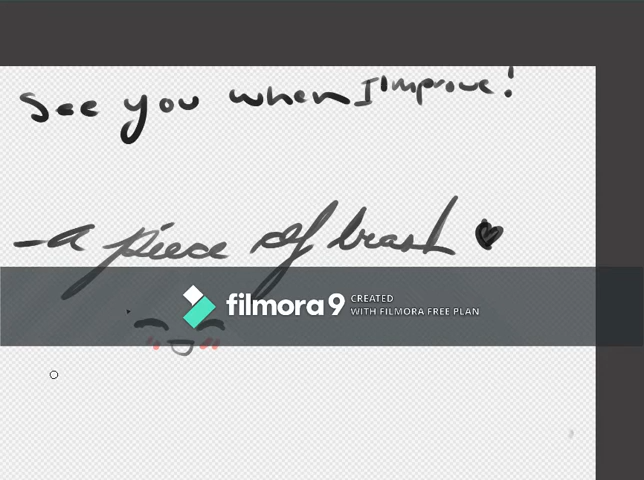 See you when I improve!
-a piece of trash
filmora9 CREATED
WITH FILMORA FREE PLAN